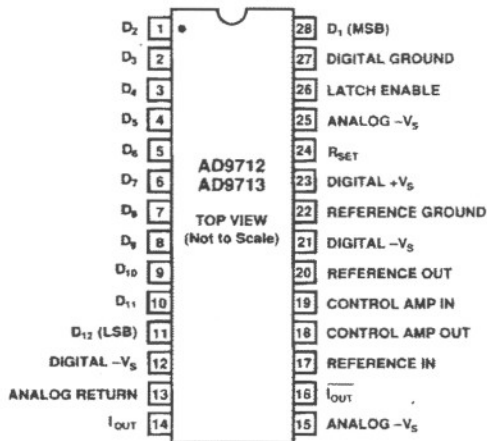 D₂ 1 28 D₁ (MSB)
D₃ 2 27 DIGITAL GROUND
D₄ 3 26 LATCH ENABLE
D₅ 4 25 ANALOG –Vₛ
D₆ 5 24 R_SET
D₇ 6 23 DIGITAL +Vₛ
D₈ 7 22 REFERENCE GROUND
D₉ 8 21 DIGITAL –Vₛ
D₁₀ 9 20 REFERENCE OUT
D₁₁ 10 19 CONTROL AMP IN
D₁₂ (LSB) 11 18 CONTROL AMP OUT
DIGITAL –Vₛ 12 17 REFERENCE IN
ANALOG RETURN 13 16 I̅_OUT
I_OUT 14 15 ANALOG –Vₛ
AD9712
AD9713
TOP VIEW
(Not to Scale)